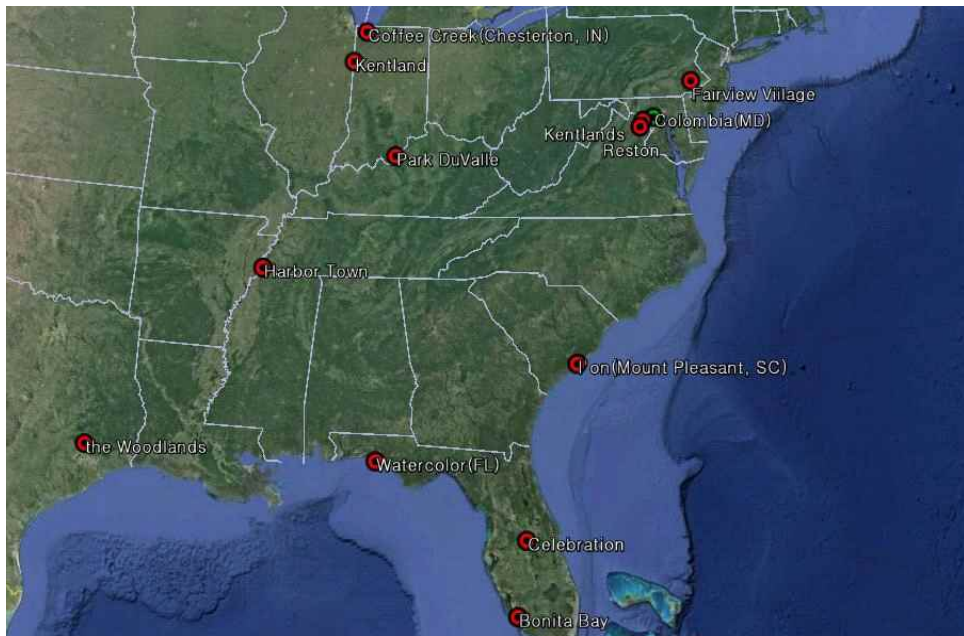 Coffee Creek(Chesterton, IN)
Kentland
Fairview Viilage
Colombia(MD)
Kentlands
Reston
Park DuValle
Harbor Town
I'on(Mount Pleasant, SC)
the Woodlands
Watercolor(FL)
Celebration
Bonita Bay